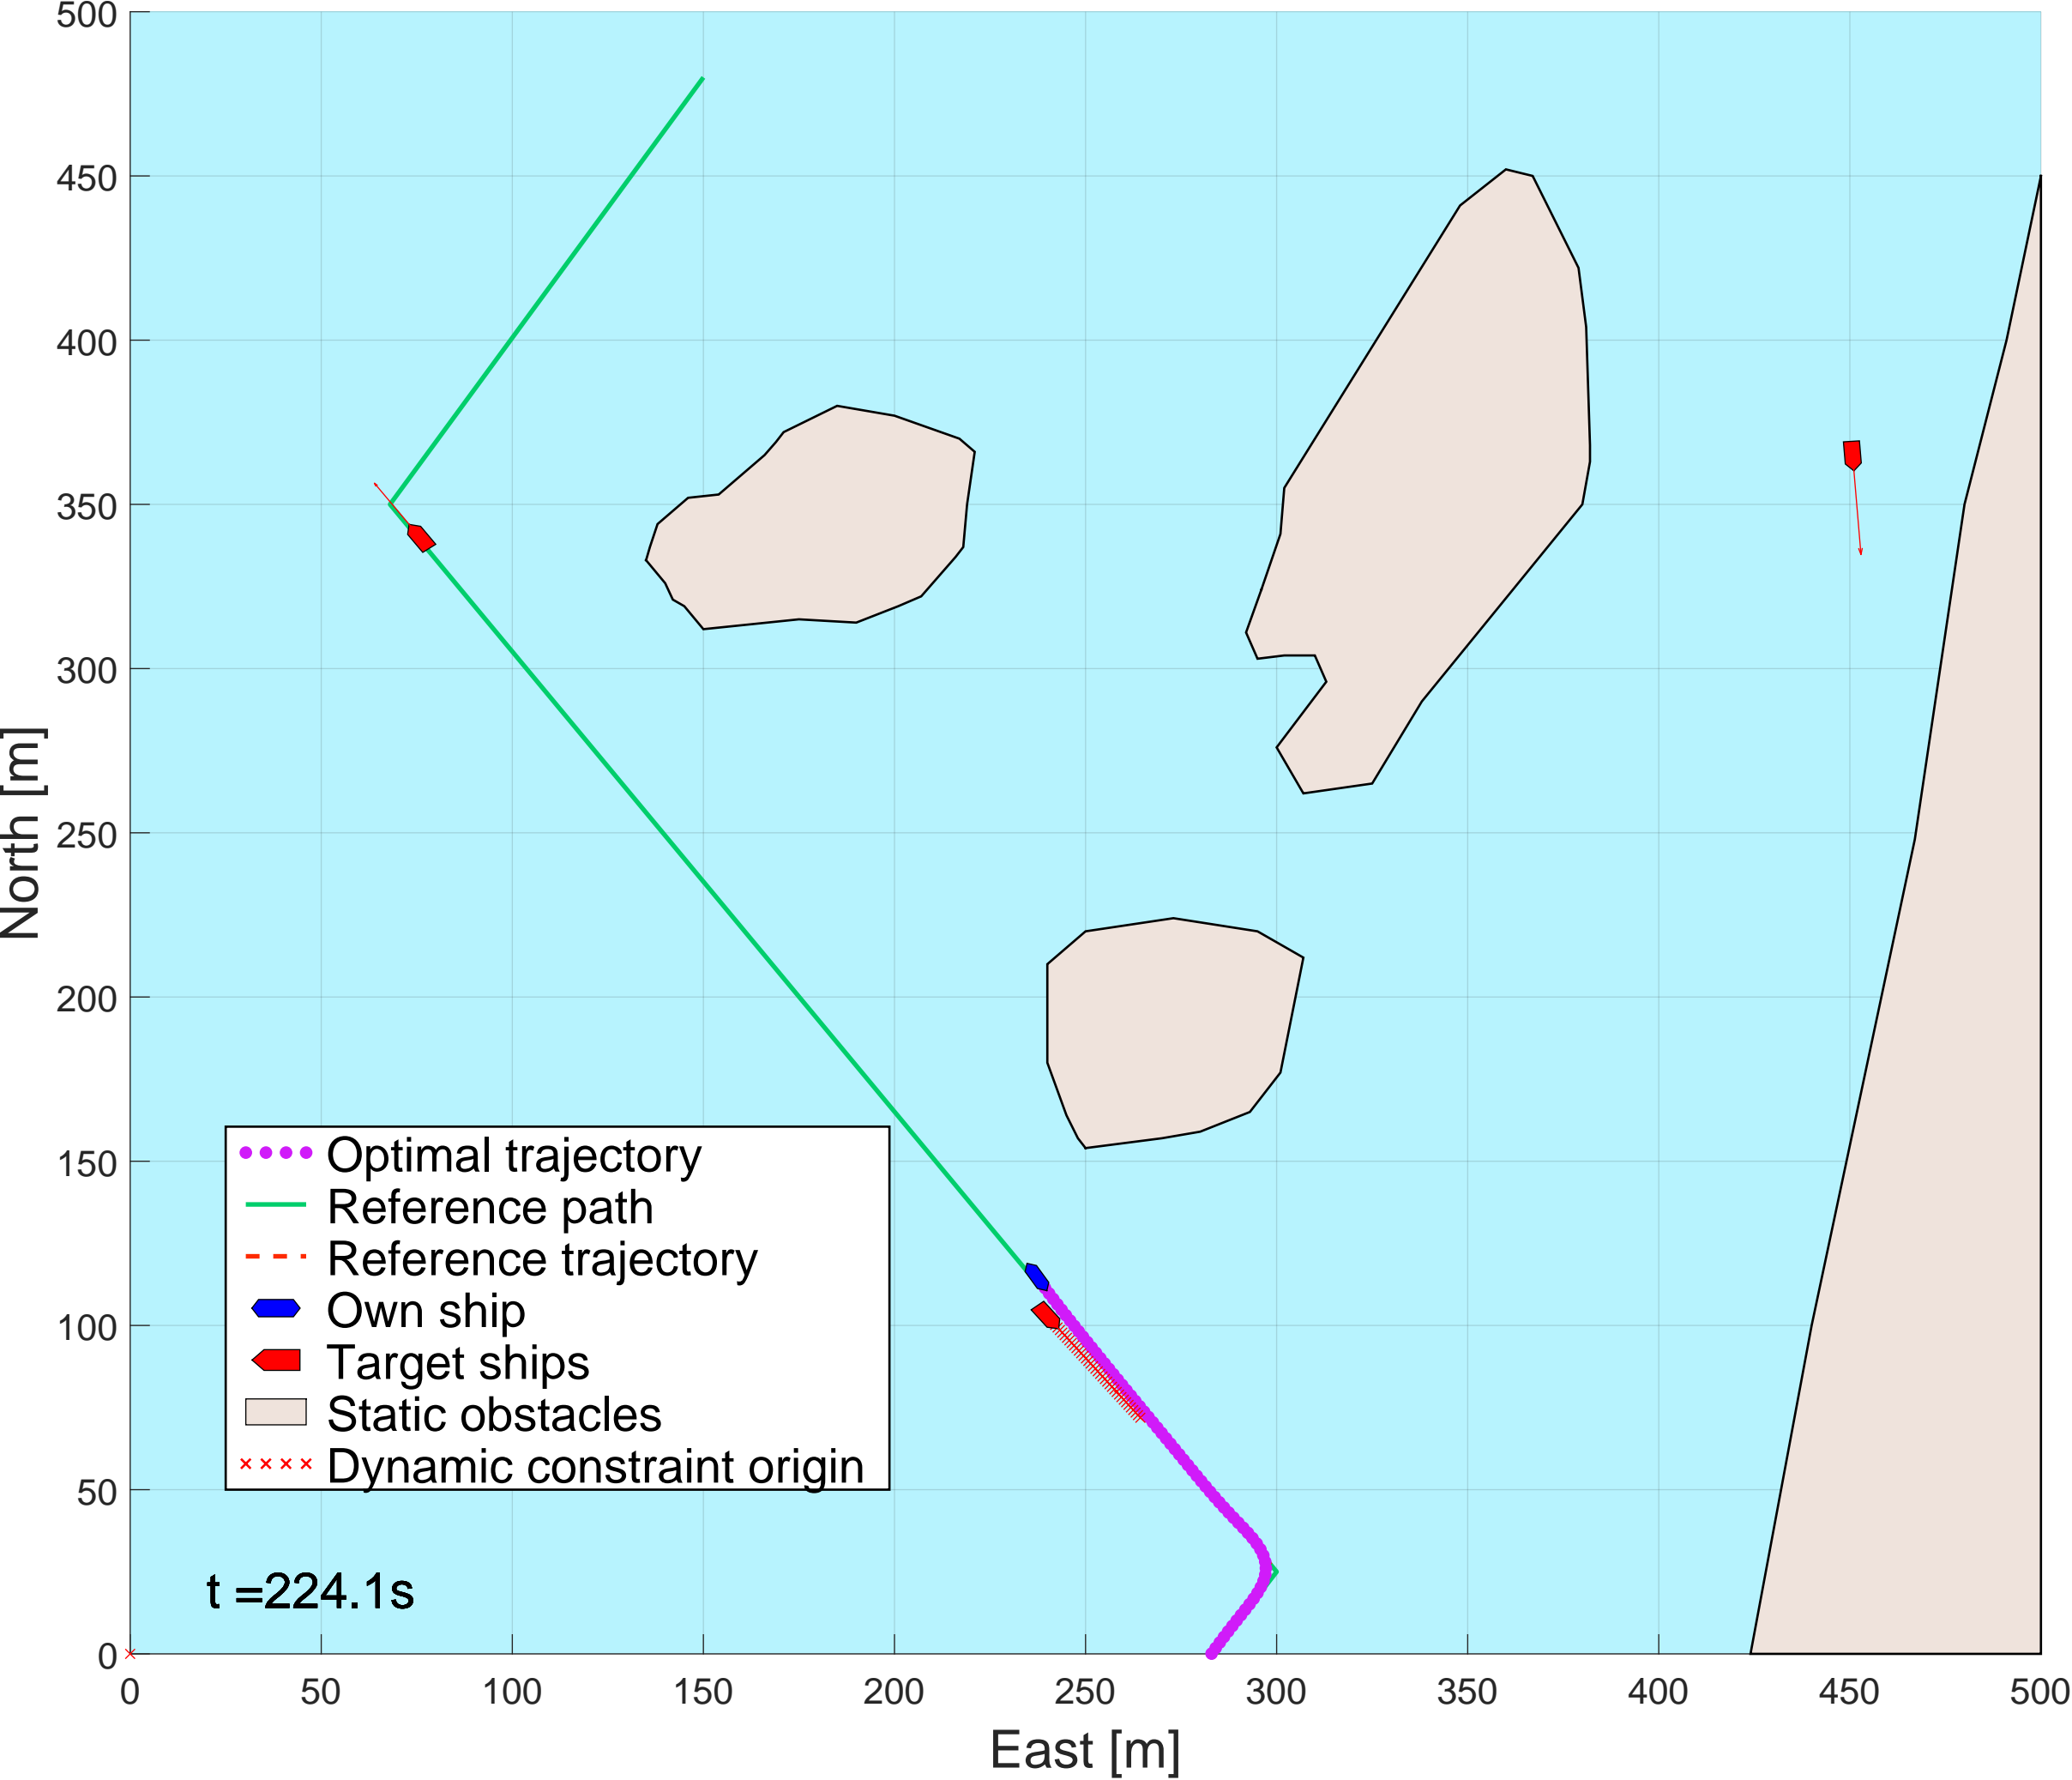 500
450
400
350
300
250
200
150
100
50
0
North [m]
Optimal trajectory
Reference path
Reference trajectory
Own ship
Target ships
Static obstacles
Dynamic constraint origin
t =224.1s
0 50 100 150 200 250 300 350 400 450 500
East [m]